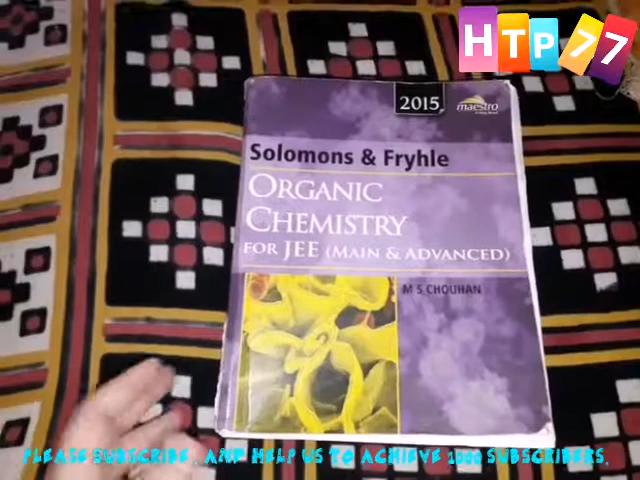 HTP77
2015
maestro
Solomons & Fryhle
ORGANIC
CHEMISTRY
FOR JEE (MAIN & ADVANCED)
M S CHOUHAN
PLEASE SUBSCRIBE , AND HELP US TO ACHIEVE 1000 SUBSCRIBERS.